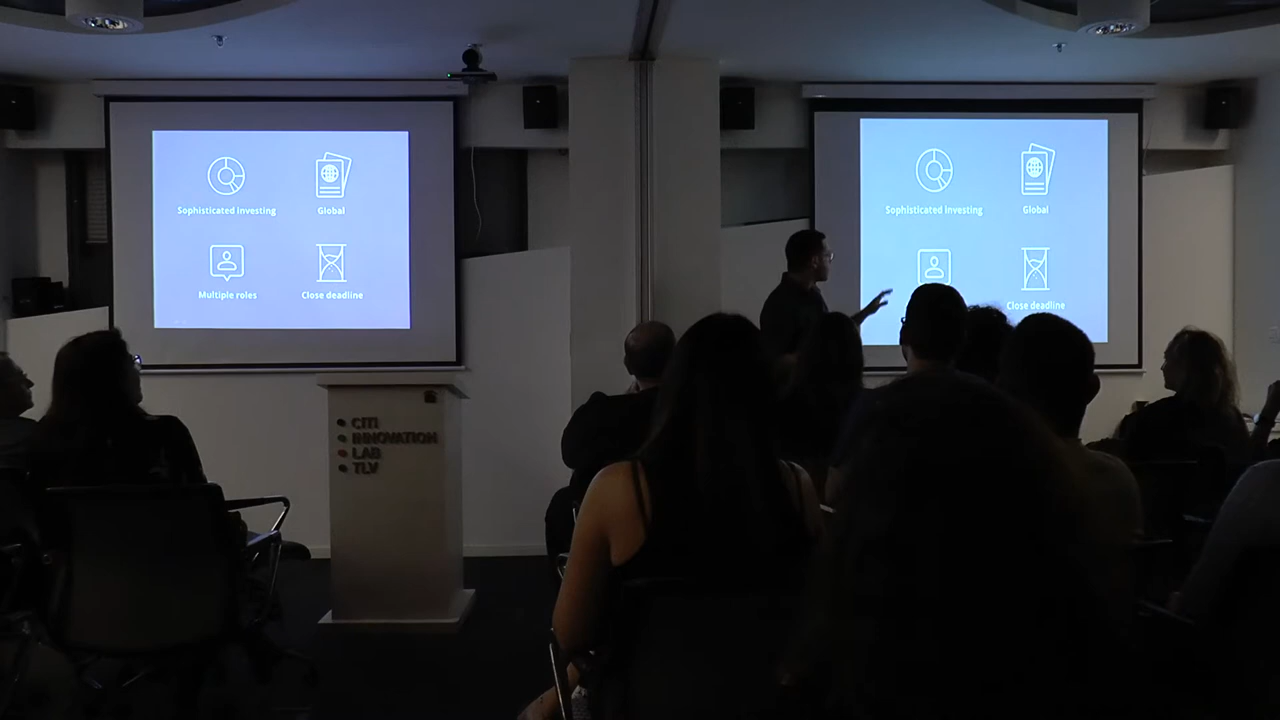 Sophisticated Investing
Global
Multiple roles
Close deadline
Sophisticated Investing
Global
Close deadline
CITI
INNOVATION
LAB
TLV